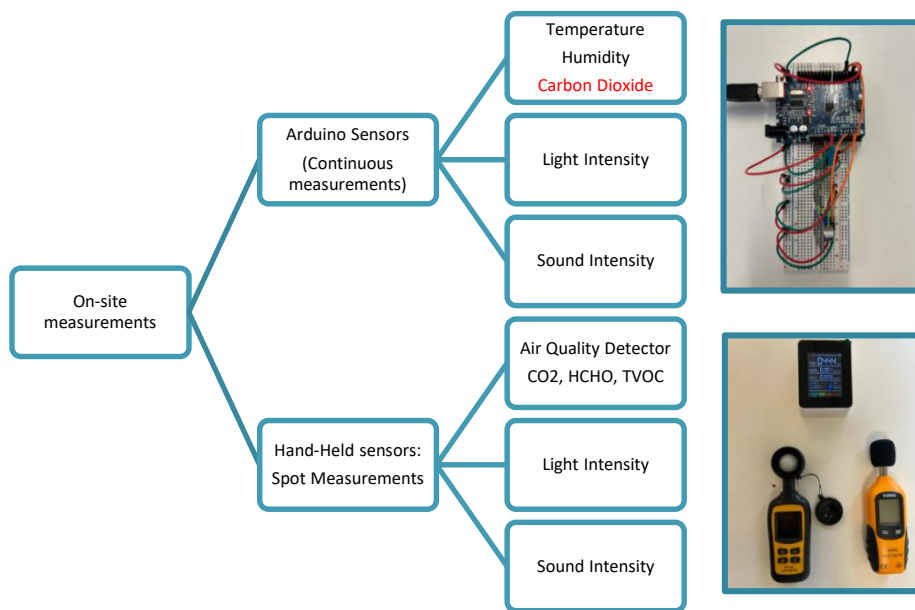 Temperature
Humidity
Carbon Dioxide
Arduino Sensors
(Continuous
measurements)
Light Intensity
Sound Intensity
On-site
measurements
Air Quality Detector
CO2, HCHO, TVOC
Hand-Held sensors:
Spot Measurements
Light Intensity
Sound Intensity